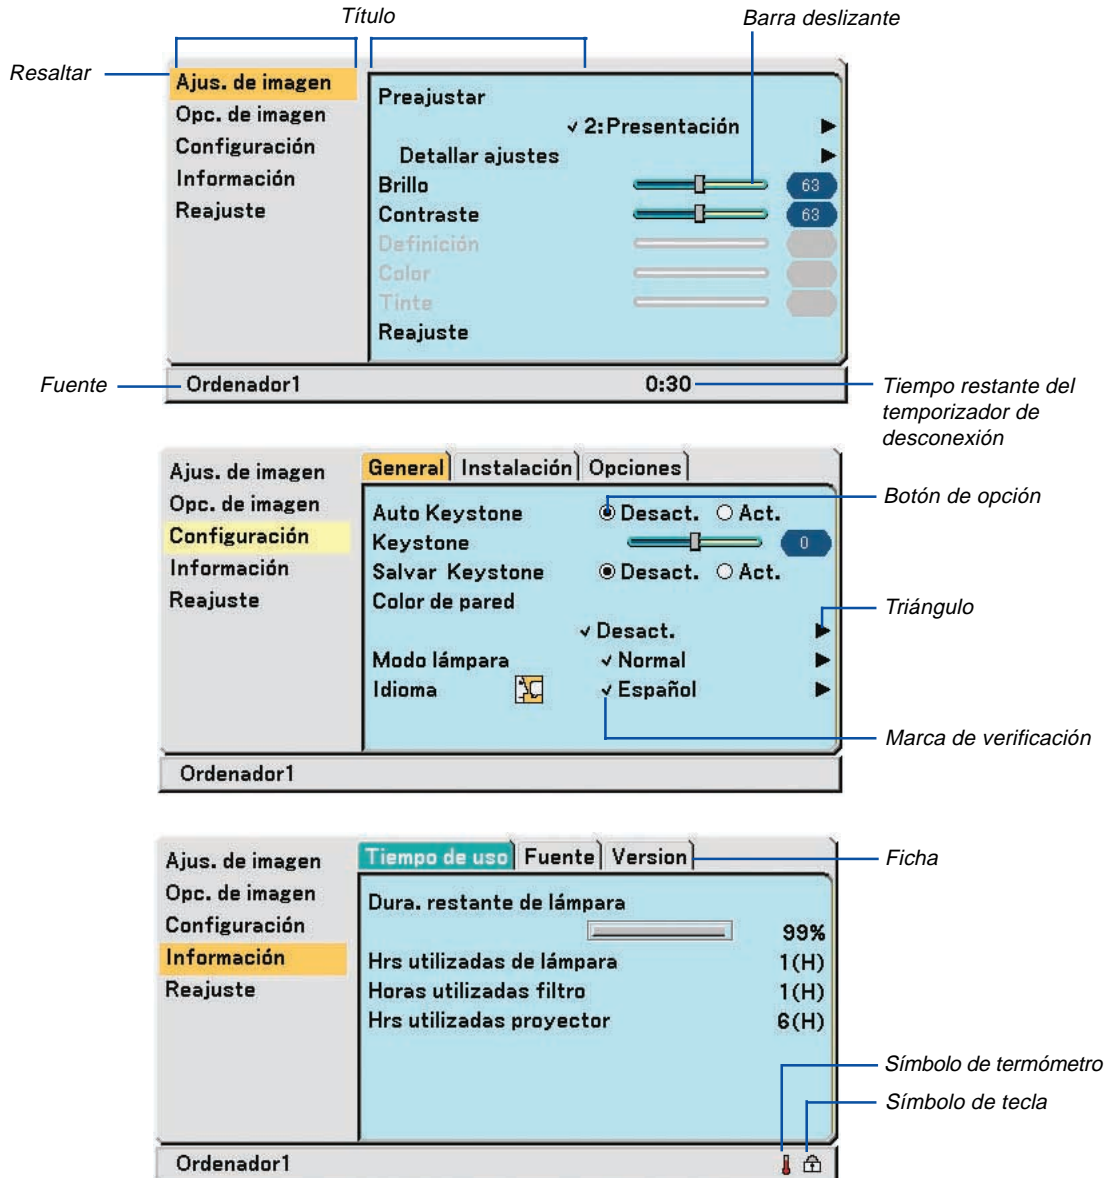 Título
Barra deslizante
Resaltar
Ajus. de imagen
Opc. de imagen
Configuración
Información
Reajuste
Preajustar
✓ 2:Presentación ▶
Detallar ajustes ▶
Brillo 63
Contraste 63
Definición
Color
Tinte
Reajuste
Fuente
Ordenador1 0:30
Tiempo restante del
temporizador de
desconexión
Ajus. de imagen
Opc. de imagen
Configuración
Información
Reajuste
General Instalación Opciones
Auto Keystone Desact. Act.
Keystone 0
Salvar Keystone Desact. Act.
Color de pared
✓ Desact. ▶
Modo lámpara ✓ Normal ▶
Idioma ✓ Español ▶
Botón de opción
Triángulo
Marca de verificación
Ordenador1
Ajus. de imagen
Opc. de imagen
Configuración
Información
Reajuste
Tiempo de uso Fuente Version
Ficha
Dura. restante de lámpara
99%
Hrs utilizadas de lámpara 1(H)
Horas utilizadas filtro 1(H)
Hrs utilizadas proyector 6(H)
Símbolo de termómetro
Símbolo de tecla
Ordenador1